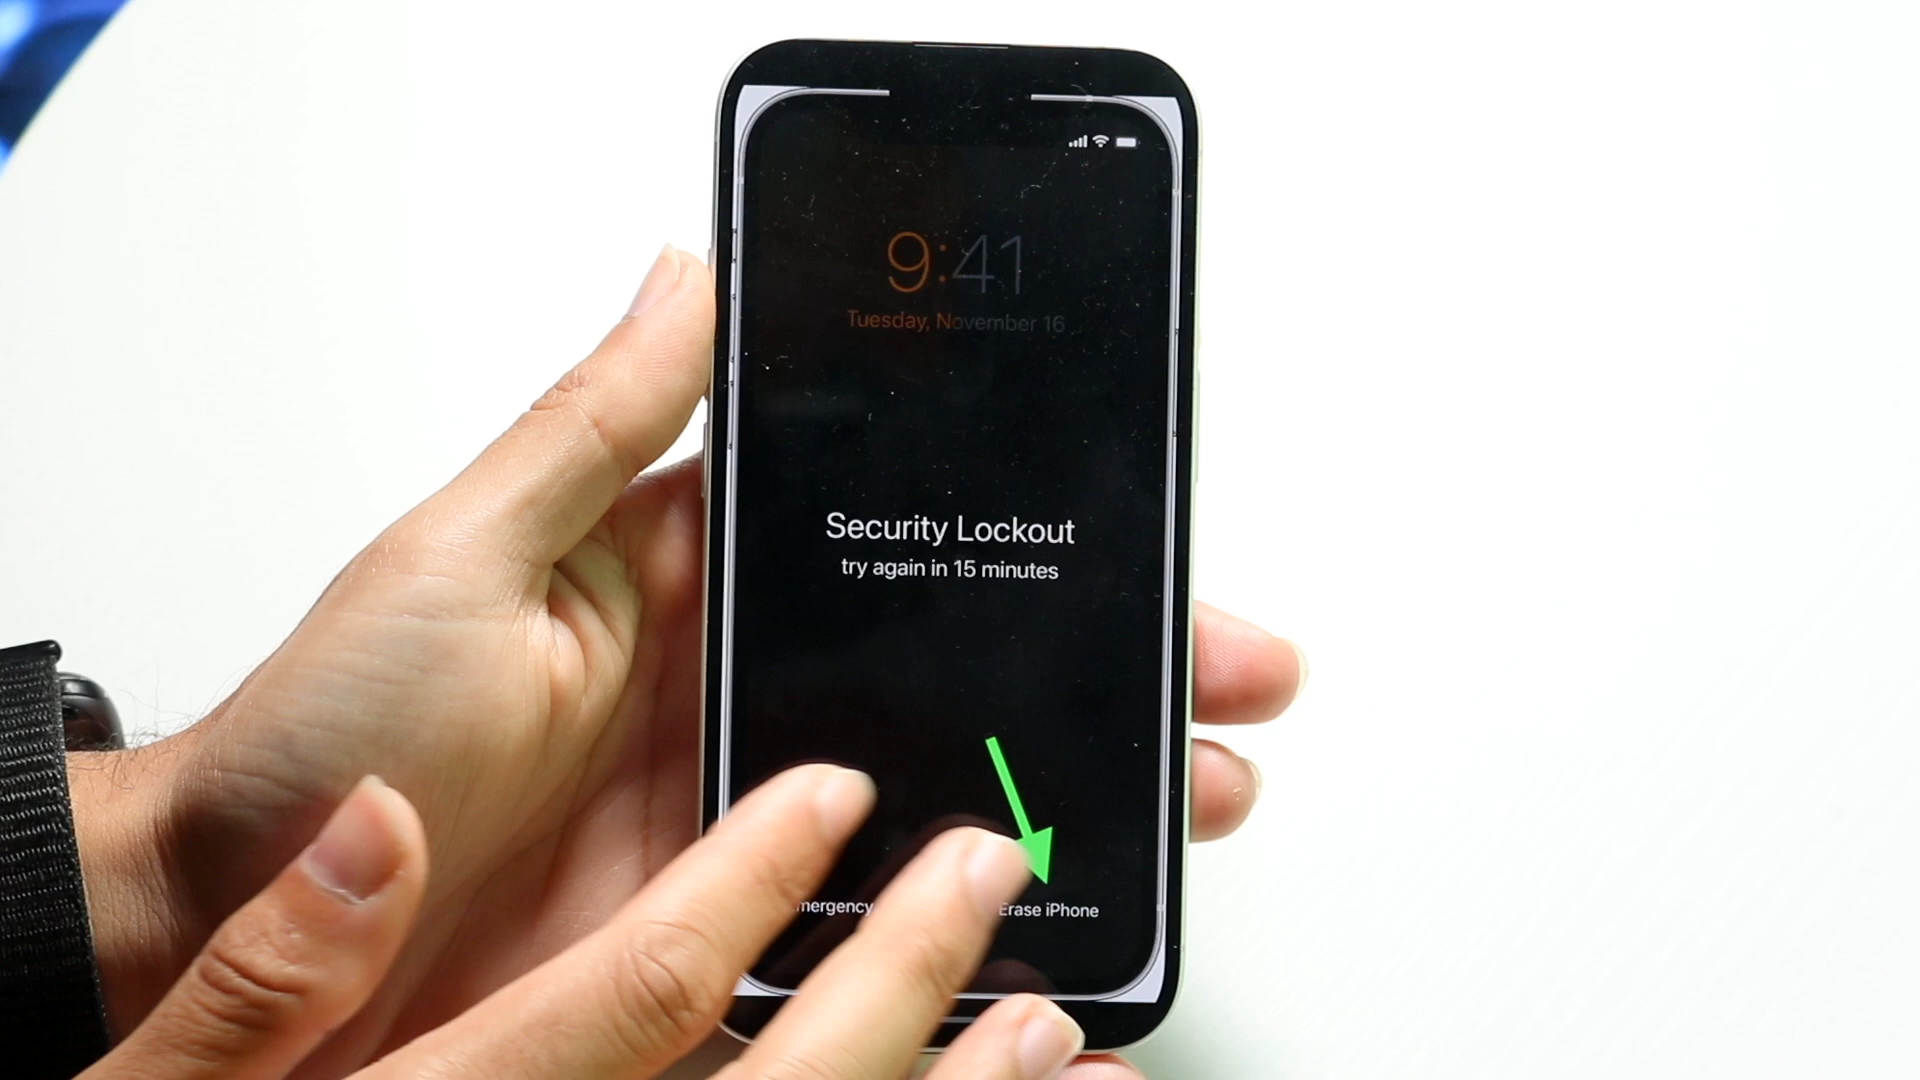 9:41
Tuesday, November 16
Security Lockout
try again in 15 minutes
Erase iPhone